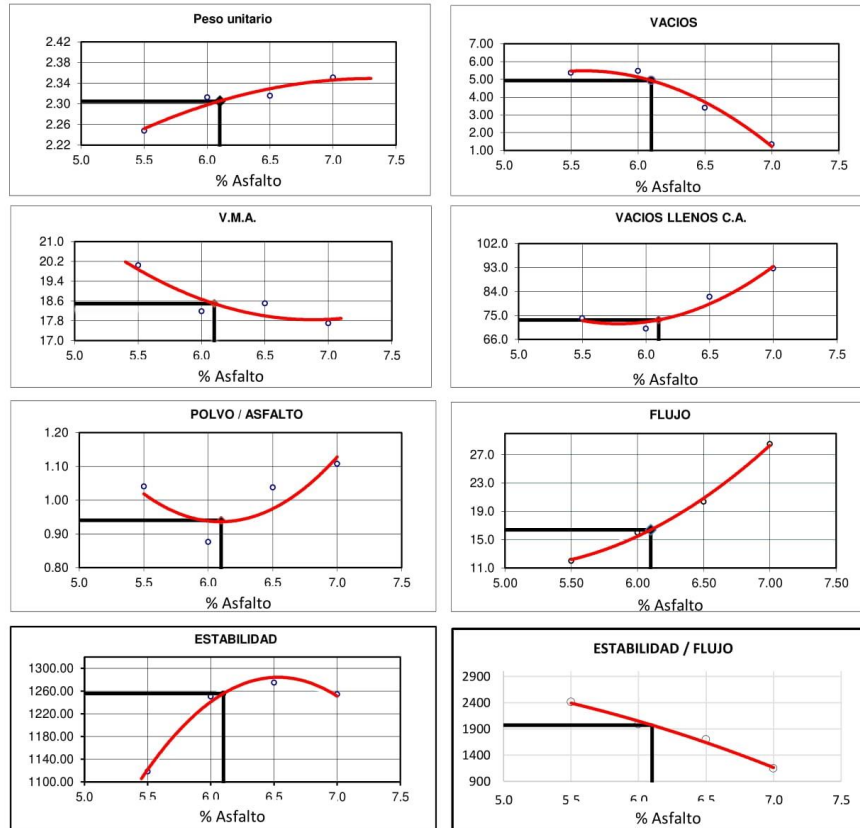 Peso unitario
2.42
2.38
2.34
2.30
2.26
2.22
5.0 5.5 6.0 6.5 7.0 7.5
% Asfalto
VACIOS
7.00
6.00
5.00
4.00
3.00
2.00
1.00
5.0 5.5 6.0 6.5 7.0 7.5
% Asfalto
V.M.A.
21.0
20.2
19.4
18.6
17.8
17.0
5.0 5.5 6.0 6.5 7.0 7.5
% Asfalto
VACIOS LLENOS C.A.
102.0
93.0
84.0
75.0
66.0
5.0 5.5 6.0 6.5 7.0 7.5
% Asfalto
POLVO / ASFALTO
1.20
1.10
1.00
0.90
0.80
5.0 5.5 6.0 6.5 7.0 7.5
% Asfalto
FLUJO
27.0
23.0
19.0
15.0
11.0
5.00 5.50 6.00 6.50 7.00 7.50
% Asfalto
ESTABILIDAD
1300.00
1260.00
1220.00
1180.00
1140.00
1100.00
5.0 5.5 6.0 6.5 7.0 7.5
% Asfalto
ESTABILIDAD / FLUJO
2900
2400
1900
1400
900
5.0 5.5 6.0 6.5 7.0 7.5
% Asfalto